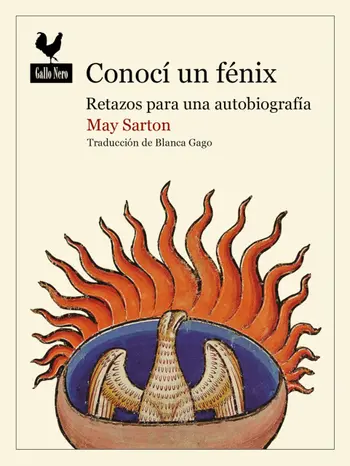 Gallo Nero
Conocí un fénix
Retazos para una autobiografía
May Sarton
Traducción de Blanca Gago